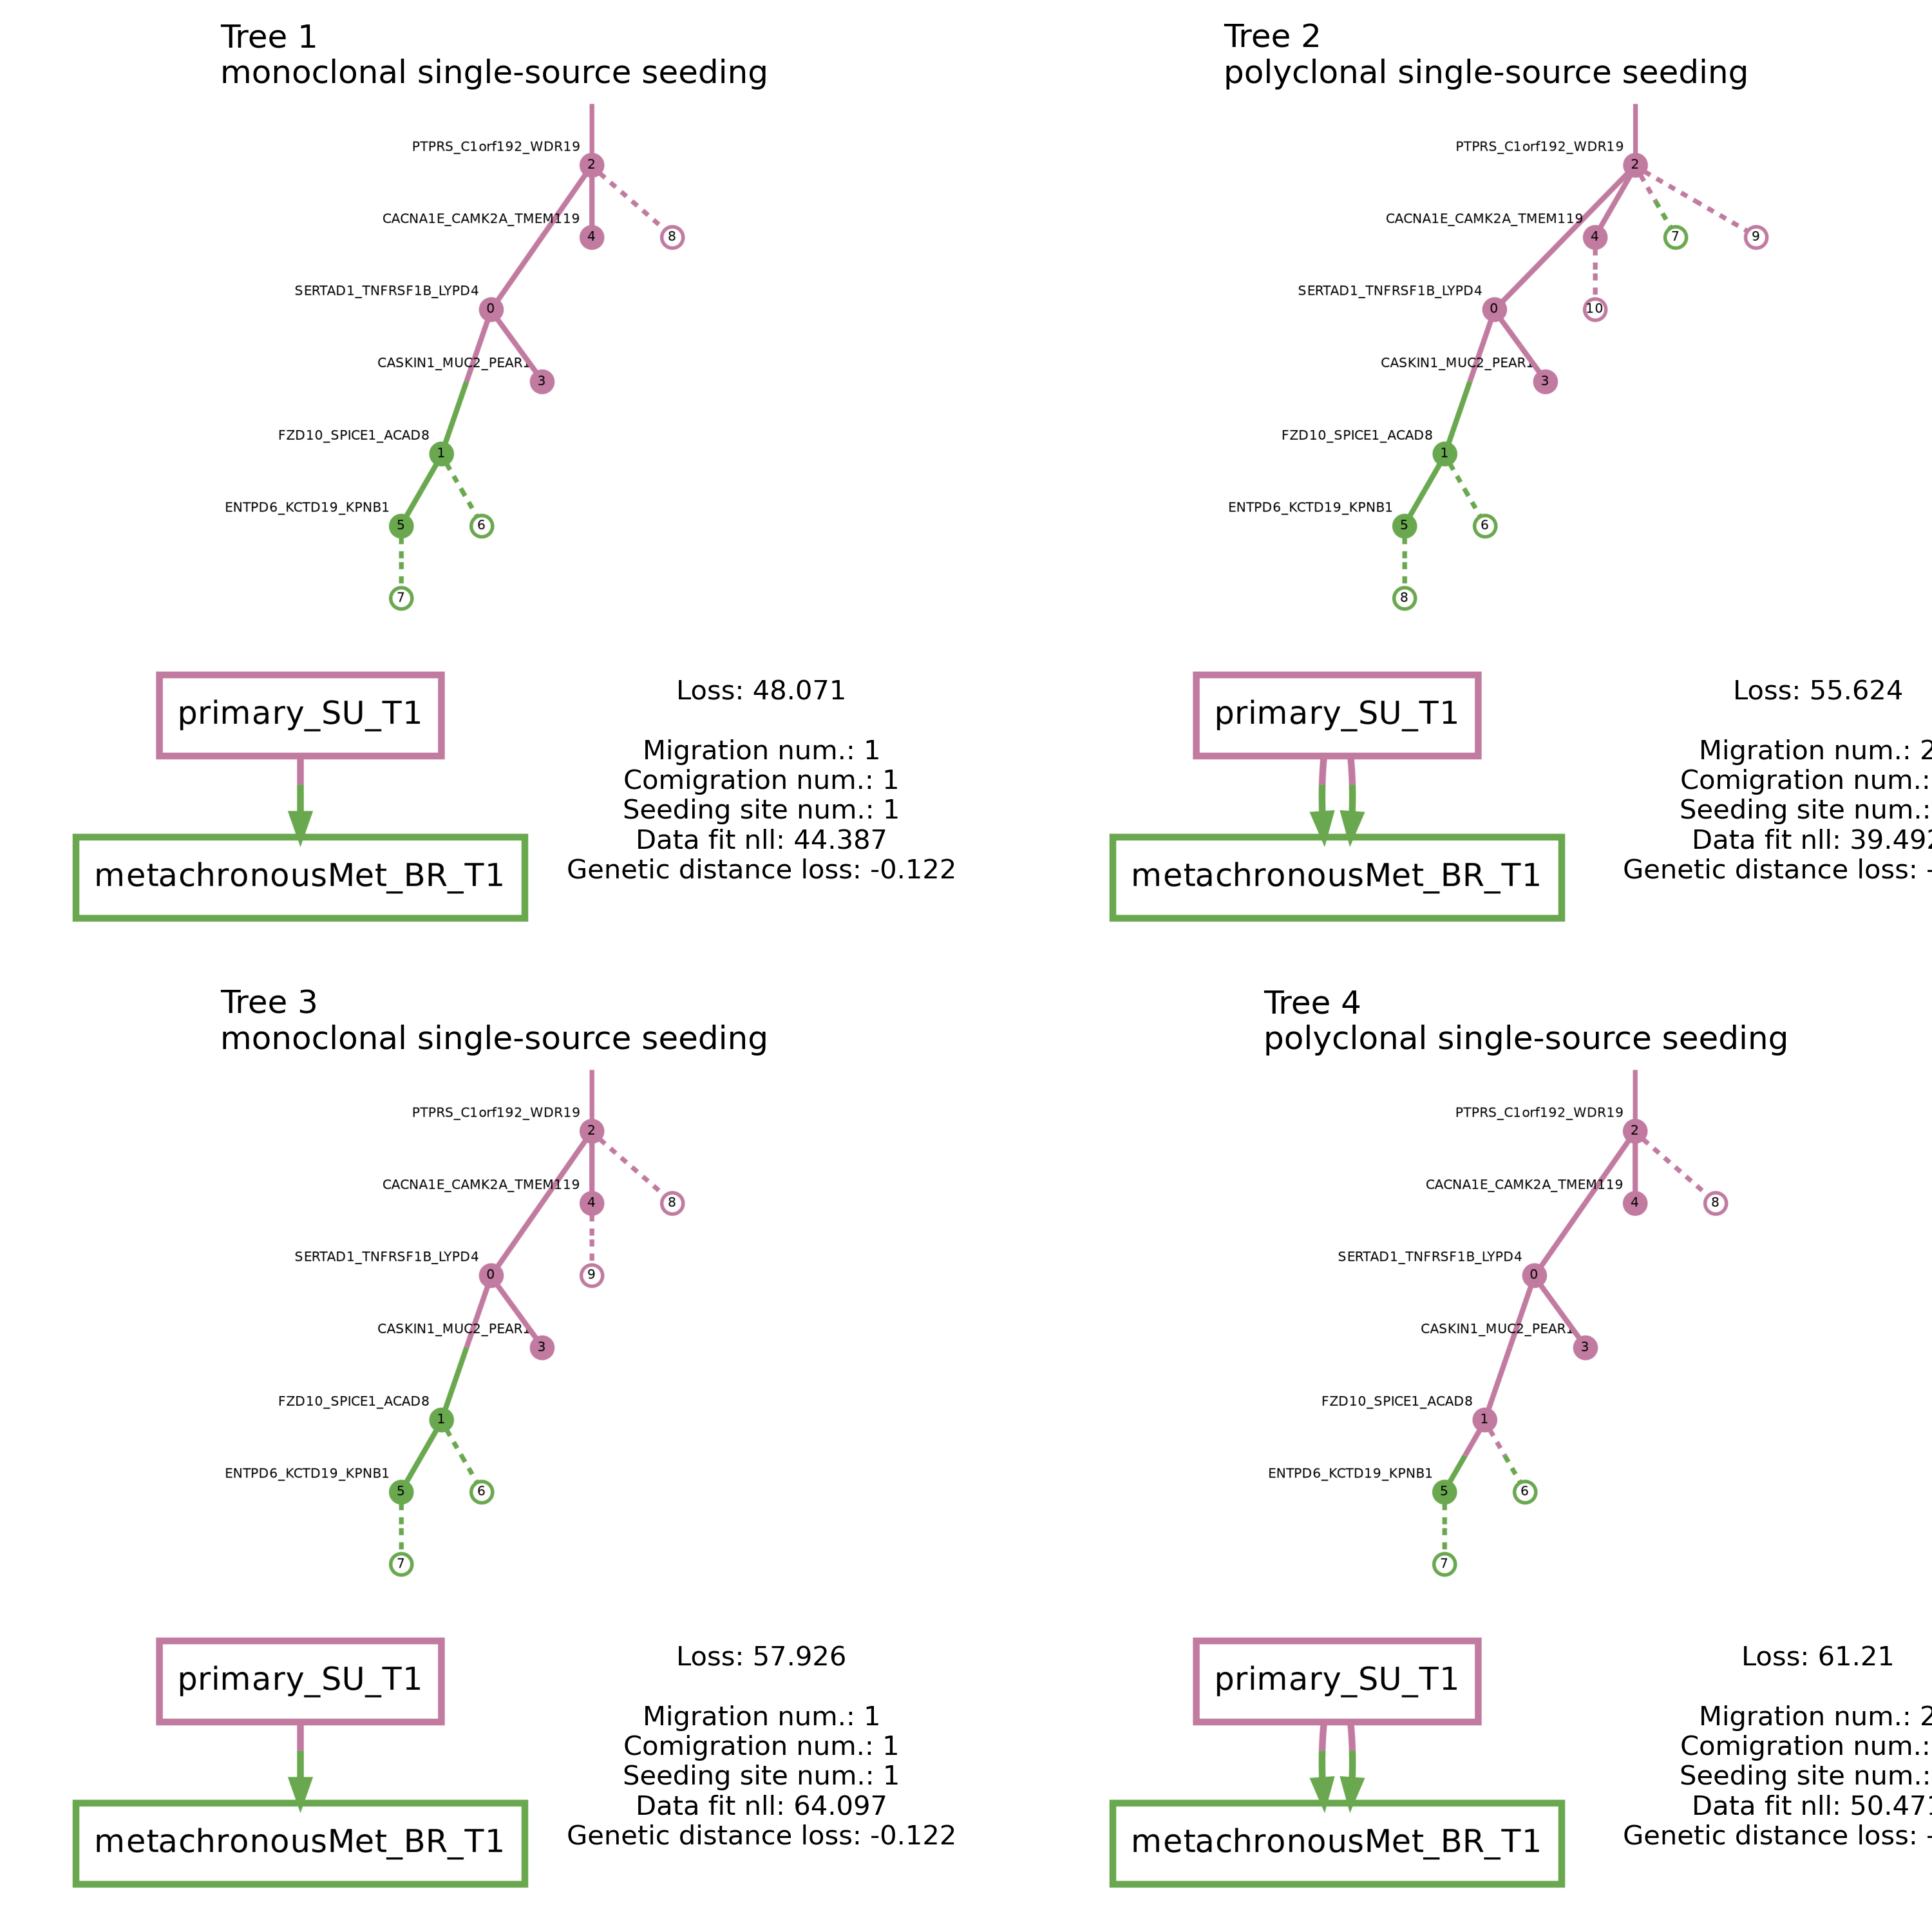 Tree 1
monoclonal single-source seeding
PTPRS_C1orf192_WDR19
2
CACNA1E_CAMK2A_TMEM119
4
8
SERTAD1_TNFRSF1B_LYPD4
0
CASKIN1_MUC2_PEAR1
3
FZD10_SPICE1_ACAD8
1
ENTPD6_KCTD19_KPNB1
5
6
7
primary_SU_T1
metachronousMet_BR_T1
Loss: 48.071
Migration num.: 1
Comigration num.: 1
Seeding site num.: 1
Data fit nll: 44.387
Genetic distance loss: -0.122
Tree 2
polyclonal single-source seeding
PTPRS_C1orf192_WDR19
2
CACNA1E_CAMK2A_TMEM119
4
7
9
SERTAD1_TNFRSF1B_LYPD4
0
10
CASKIN1_MUC2_PEAR1
3
FZD10_SPICE1_ACAD8
1
ENTPD6_KCTD19_KPNB1
5
6
8
primary_SU_T1
metachronousMet_BR_T1
Loss: 55.624
Migration num.: 2
Comigration num.:
Seeding site num.:
Data fit nll: 39.492
Genetic distance loss: -
Tree 3
monoclonal single-source seeding
PTPRS_C1orf192_WDR19
2
CACNA1E_CAMK2A_TMEM119
4
8
SERTAD1_TNFRSF1B_LYPD4
0
9
CASKIN1_MUC2_PEAR1
3
FZD10_SPICE1_ACAD8
1
ENTPD6_KCTD19_KPNB1
5
6
7
primary_SU_T1
metachronousMet_BR_T1
Loss: 57.926
Migration num.: 1
Comigration num.: 1
Seeding site num.: 1
Data fit nll: 64.097
Genetic distance loss: -0.122
Tree 4
polyclonal single-source seeding
PTPRS_C1orf192_WDR19
2
CACNA1E_CAMK2A_TMEM119
4
8
SERTAD1_TNFRSF1B_LYPD4
0
CASKIN1_MUC2_PEAR1
3
FZD10_SPICE1_ACAD8
1
ENTPD6_KCTD19_KPNB1
5
6
7
primary_SU_T1
metachronousMet_BR_T1
Loss: 61.21
Migration num.: 2
Comigration num.:
Seeding site num.:
Data fit nll: 50.471
Genetic distance loss: -